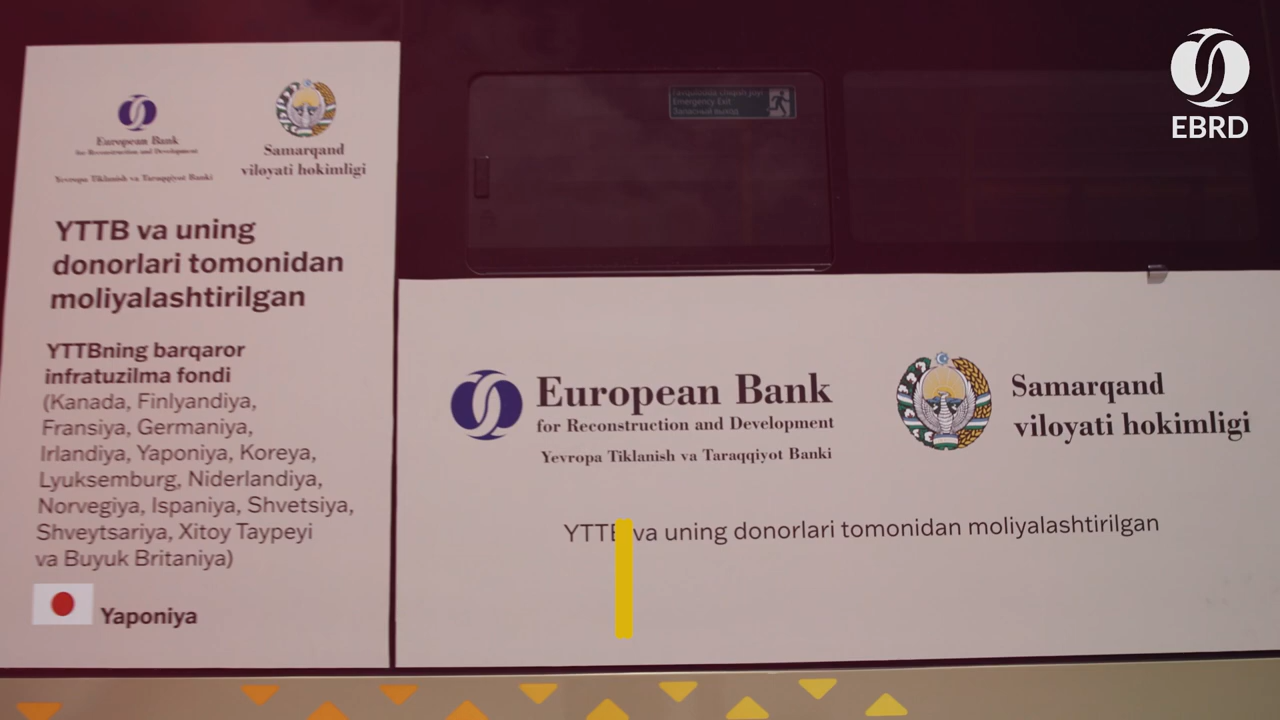 European Bank
for Reconstruction and Development
Yevropa Tiklanish va Taraqqiyot Banki
Samarqand
viloyati hokimligi
YTTB va uning
donorlari tomonidan
moliyalashtirilgan
YTTBning barqaror
infratuzilma fondi
(Kanada, Finlyandiya,
Fransiya, Germaniya,
Irlandiya, Yaponiya, Koreya,
Lyuksemburg, Niderlandiya,
Norvegiya, Ispaniya, Shvetsiya,
Shveytsariya, Xitoy Taypeyi
va Buyuk Britaniya)
Yaponiya
Emergency Exit
Запасный выход
European Bank
for Reconstruction and Development
Yevropa Tiklanish va Taraqqiyot Banki
Samarqand
viloyati hokimligi
YTTB va uning donorlari tomonidan moliyalashtirilgan
EBRD